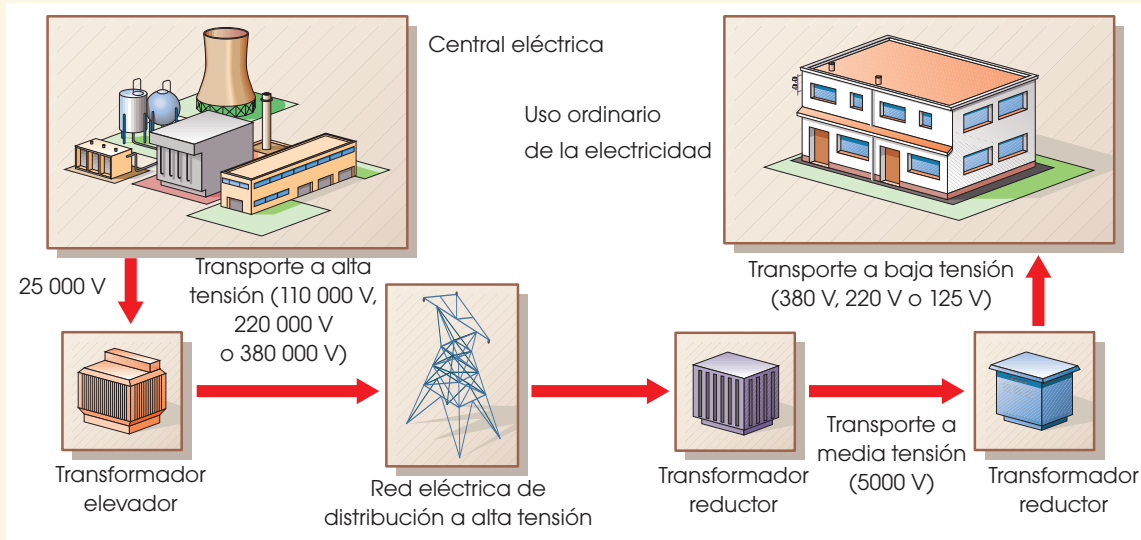 Central eléctrica
Uso ordinario
de la electricidad
25 000 V
Transporte a alta
tensión (110 000 V,
220 000 V
o 380 000 V)
Transporte a baja tensión
(380 V, 220 V o 125 V)
Transformador
elevador
Red eléctrica de
distribución a alta tensión
Transformador
reductor
Transporte a
media tensión
(5000 V)
Transformador
reductor